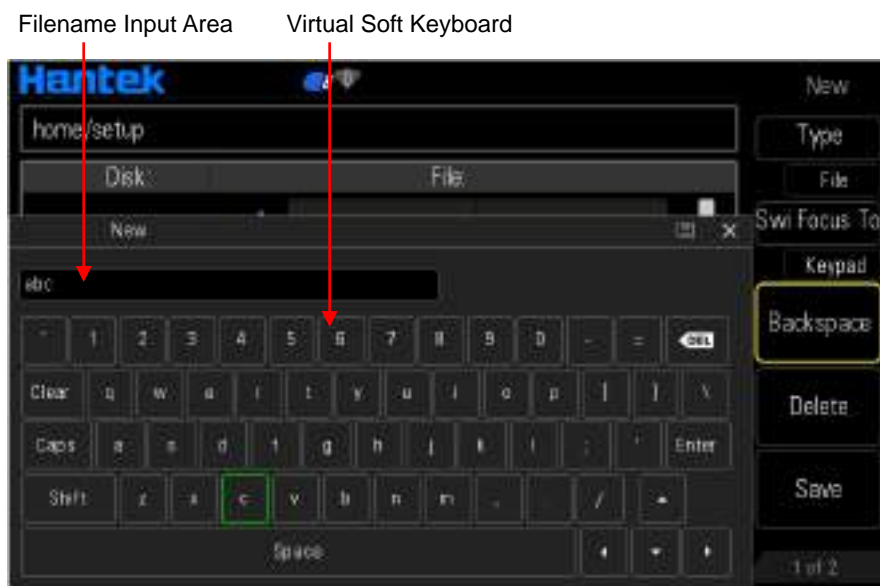 Filename Input Area Virtual Soft Keyboard
Hantek New
home/setup Type
Disk: File: File
New Swi Focus To
Keypad
abc
1 2 3 4 5 6 7 8 9 0 - = DEL Backspace
Clear q w e r t y u i o p [ ] \ Delete
Caps a s d f g h j k l ; ' Enter
Shift z x c v b n m , . / Save
Space
1 of 2